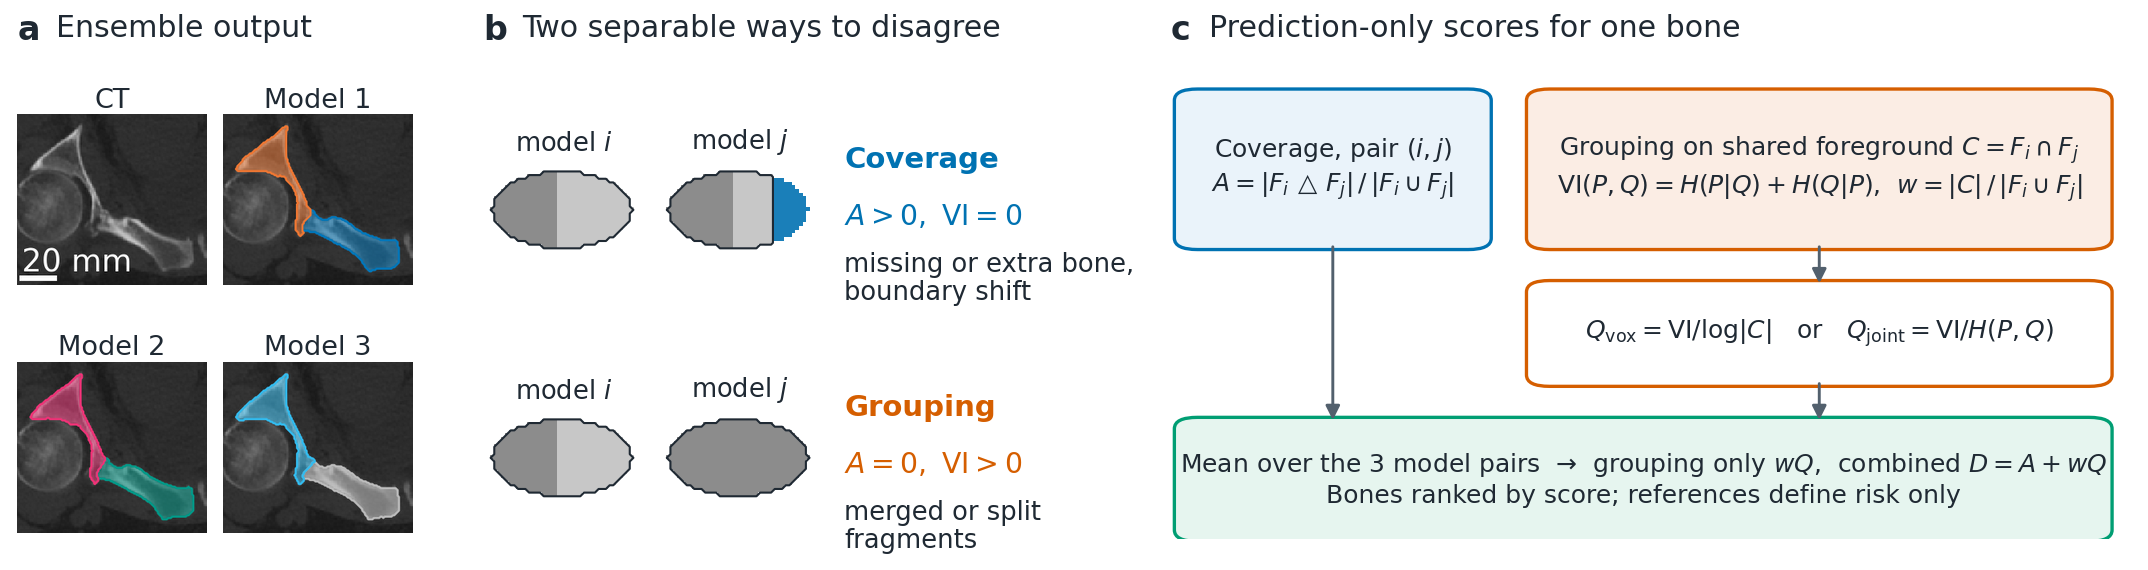 a Ensemble output
CT
Model 1
20 mm
Model 2
Model 3
b Two separable ways to disagree
model i
model j
Coverage
A > 0, VI = 0
missing or extra bone,
boundary shift
model i
model j
Grouping
A = 0, VI > 0
merged or split
fragments
c Prediction-only scores for one bone
Coverage, pair (i, j)
A = |F_i △ F_j| / |F_i ∪ F_j|
Grouping on shared foreground C = F_i ∩ F_j
VI(P, Q) = H(P|Q) + H(Q|P), w = |C| / |F_i ∪ F_j|
Q_vox = VI/log|C| or Q_joint = VI/H(P, Q)
Mean over the 3 model pairs → grouping only wQ, combined D = A + wQ
Bones ranked by score; references define risk only